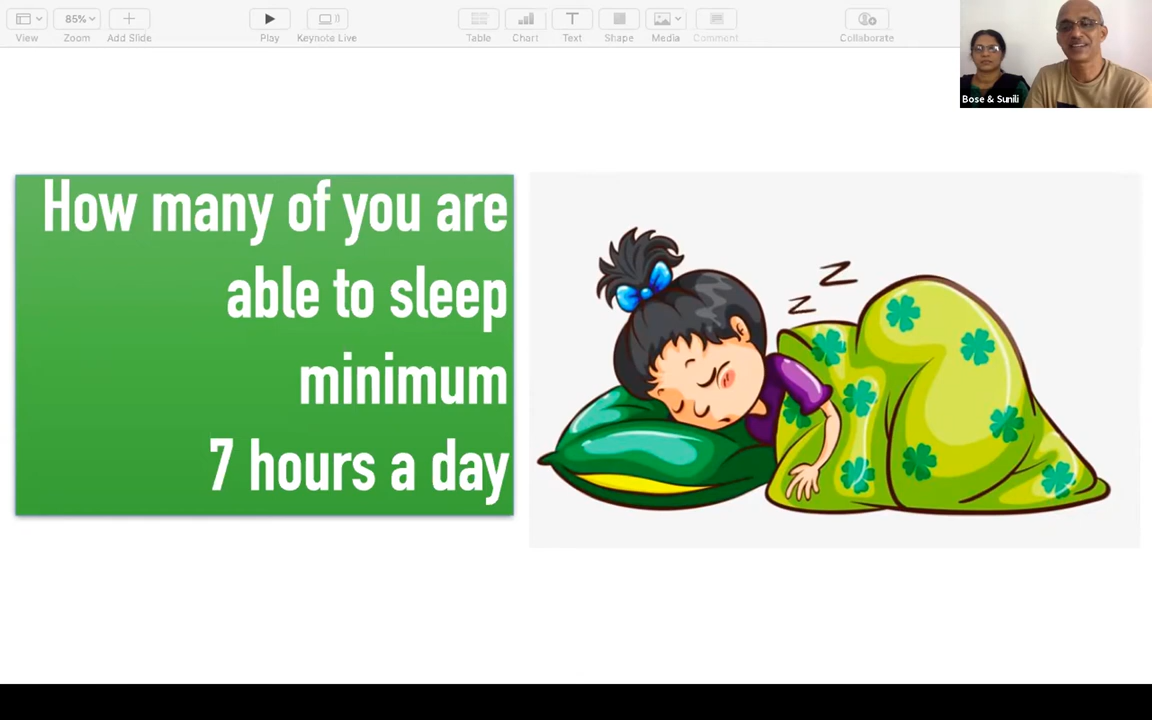 85%
View
Zoom
Add Slide
Play
Keynote Live
Table
Chart
Text
Shape
Media
Comment
Collaborate
Bose & Sunili
How many of you are
able to sleep
minimum
7 hours a day
Z
Z